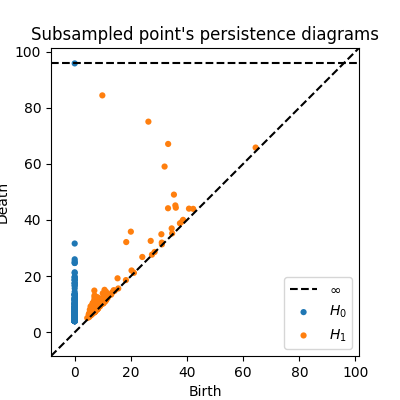 Subsampled point's persistence diagrams
100
80
60
40
20
0
Death
0 20 40 60 80 100
Birth
∞
H₀
H₁